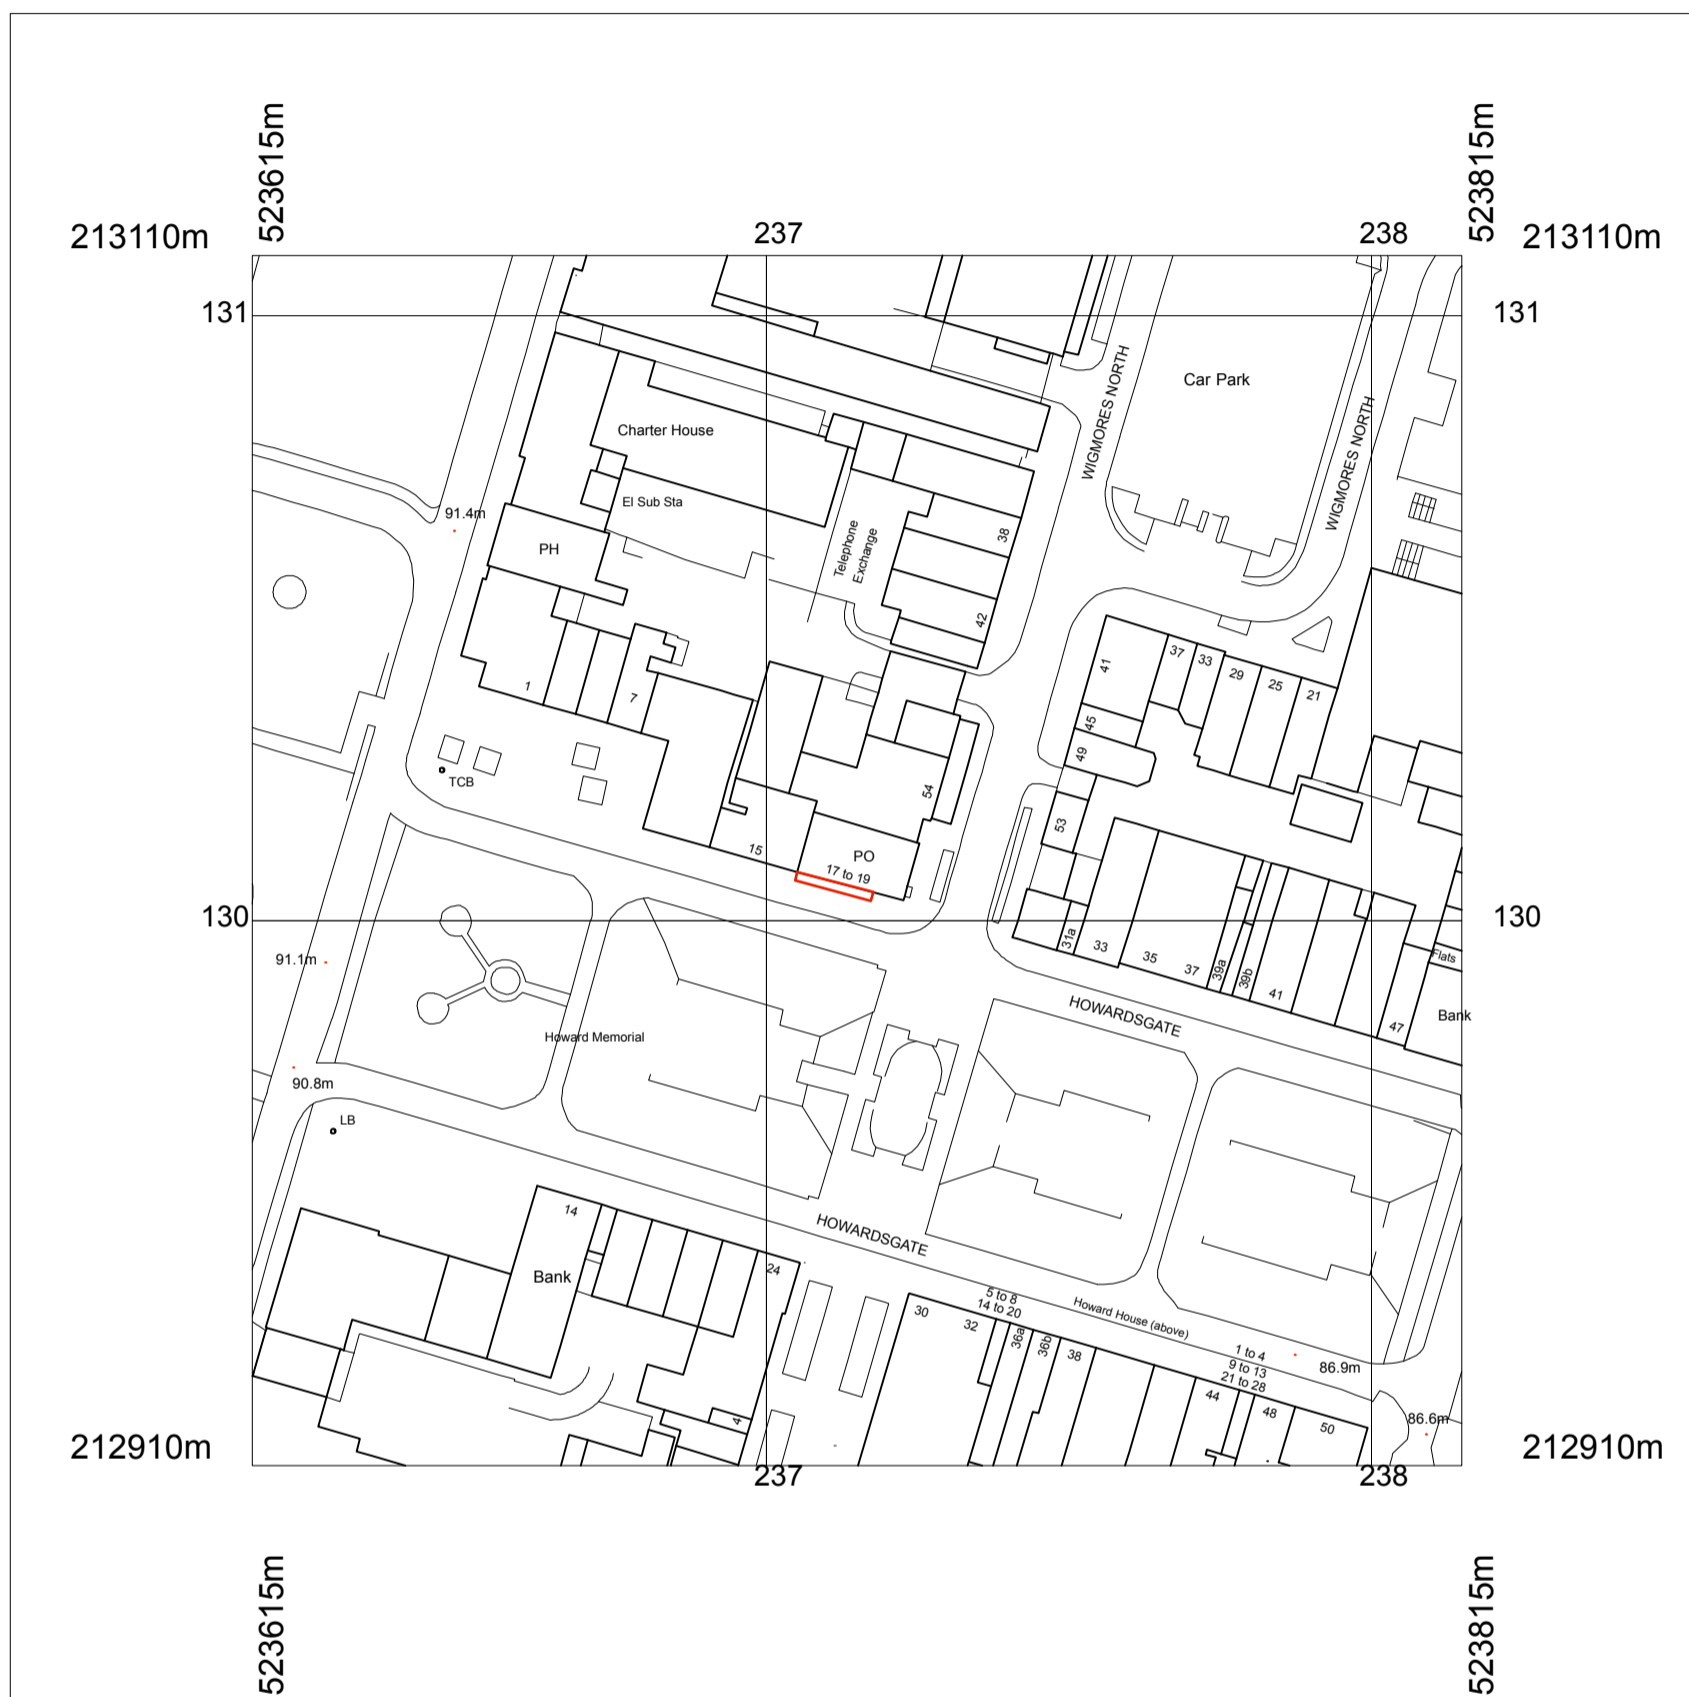 523615m
523815m
213110m
237
238
213110m
131
131
WIGMORES NORTH
Car Park
WIGMORES NORTH
Charter House
El Sub Sta
91.4m
PH
Telephone
Exchange
38
42
41
37
33
29
25
21
1
7
45
49
TCB
54
53
15
PO
17 to 19
130
130
31a
33
35
37
39a
39b
41
47
Flats
Bank
91.1m
HOWARDSGATE
Howard Memorial
90.8m
LB
14
HOWARDSGATE
Bank
24
5 to 8
14 to 20
Howard House (above)
30
32
36a
36b
38
1 to 4
9 to 13
21 to 28
86.9m
44
48
50
86.6m
4
212910m
237
238
212910m
523615m
523815m